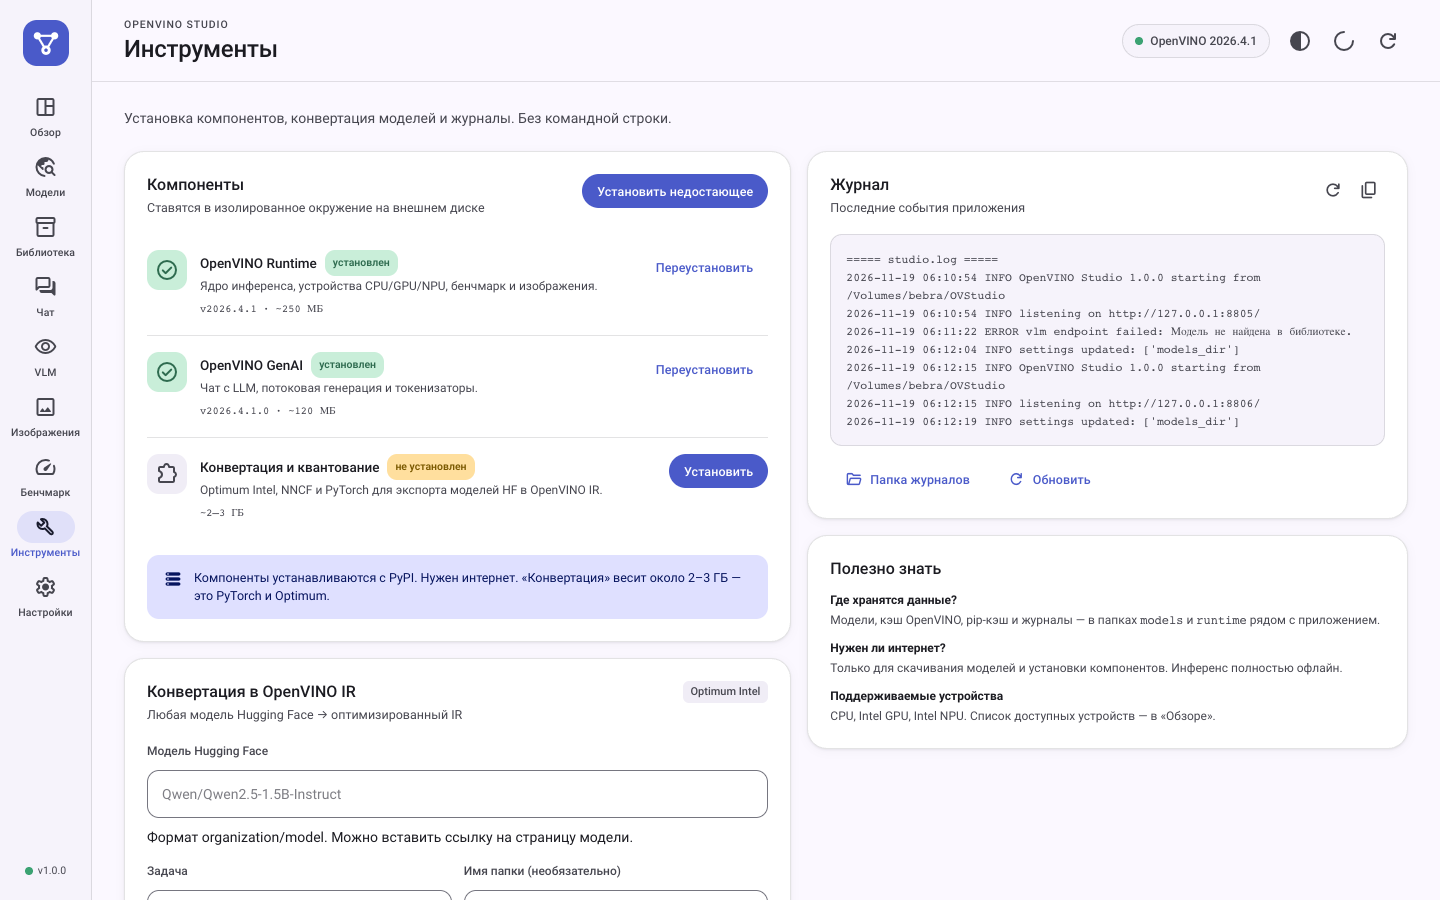 OPENVINO STUDIO
Инструменты
OpenVINO 2026.4.1
Обзор
Модели
Библиотека
Чат
VLM
Изображения
Бенчмарк
Инструменты
Настройки
v1.0.0
Установка компонентов, конвертация моделей и журналы. Без командной строки.
Компоненты
Ставятся в изолированное окружение на внешнем диске
Установить недостающее
OpenVINO Runtime
установлен
Ядро инференса, устройства CPU/GPU/NPU, бенчмарк и изображения.
v2026.4.1 · ~250 МБ
Переустановить
OpenVINO GenAI
установлен
Чат с LLM, потоковая генерация и токенизаторы.
v2026.4.1.0 · ~120 МБ
Переустановить
Конвертация и квантование
не установлен
Optimum Intel, NNCF и PyTorch для экспорта моделей HF в OpenVINO IR.
~2–3 ГБ
Установить
Компоненты устанавливаются с PyPI. Нужен интернет. «Конвертация» весит около 2–3 ГБ —
это PyTorch и Optimum.
Конвертация в OpenVINO IR
Любая модель Hugging Face → оптимизированный IR
Optimum Intel
Модель Hugging Face
Qwen/Qwen2.5-1.5B-Instruct
Формат organization/model. Можно вставить ссылку на страницу модели.
Задача
Имя папки (необязательно)
Журнал
Последние события приложения
===== studio.log =====
2026-11-19 06:10:54 INFO OpenVINO Studio 1.0.0 starting from
/Volumes/bebra/OVStudio
2026-11-19 06:10:54 INFO listening on http://127.0.0.1:8805/
2026-11-19 06:11:22 ERROR vlm endpoint failed: Модель не найдена в библиотеке.
2026-11-19 06:12:04 INFO settings updated: ['models_dir']
2026-11-19 06:12:15 INFO OpenVINO Studio 1.0.0 starting from
/Volumes/bebra/OVStudio
2026-11-19 06:12:15 INFO listening on http://127.0.0.1:8806/
2026-11-19 06:12:19 INFO settings updated: ['models_dir']
Папка журналов
Обновить
Полезно знать
Где хранятся данные?
Модели, кэш OpenVINO, pip-кэш и журналы — в папках models и runtime рядом с приложением.
Нужен ли интернет?
Только для скачивания моделей и установки компонентов. Инференс полностью офлайн.
Поддерживаемые устройства
CPU, Intel GPU, Intel NPU. Список доступных устройств — в «Обзоре».